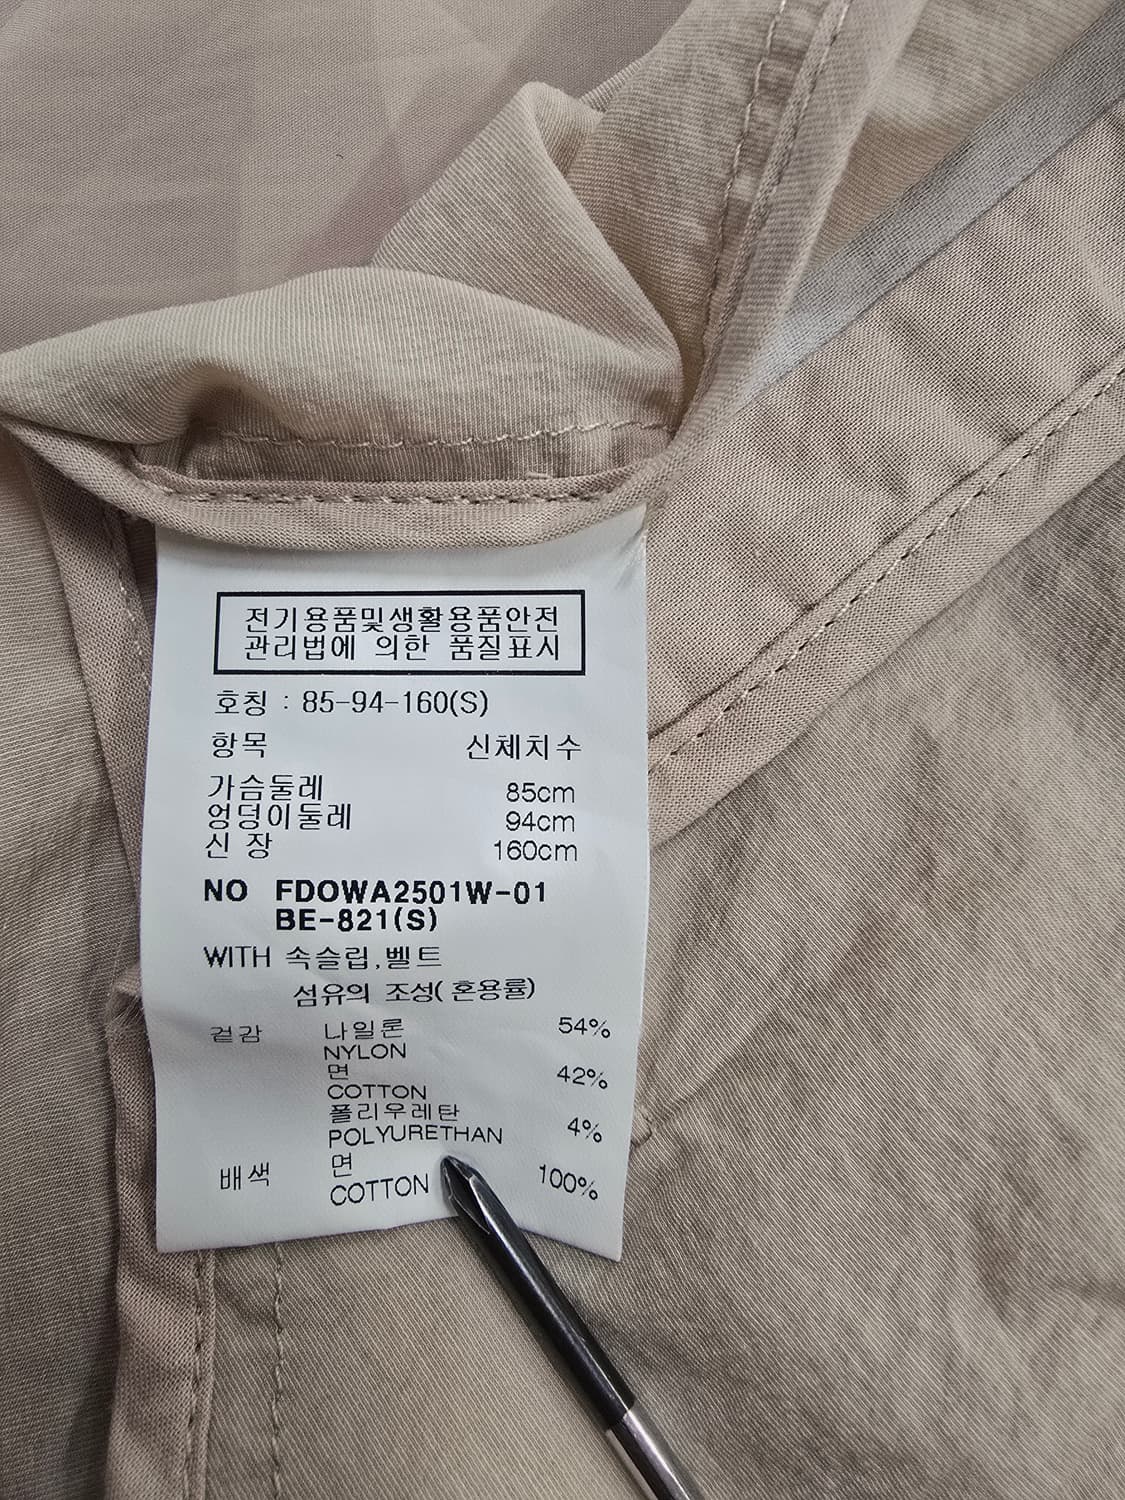 전기용품및생활용품안전
관리법에 의한 품질표시
호칭 : 85-94-160(S)
항목 신체치수
가슴둘레 85cm
엉덩이둘레 94cm
신 장 160cm
NO FDOWA2501W-01
BE-821(S)
WITH 속슬립,벨트
섬유의 조성(혼용률)
겉감 나일론 54%
NYLON
면 42%
COTTON
폴리우레탄 4%
POLYURETHAN
배색 면 100%
COTTON